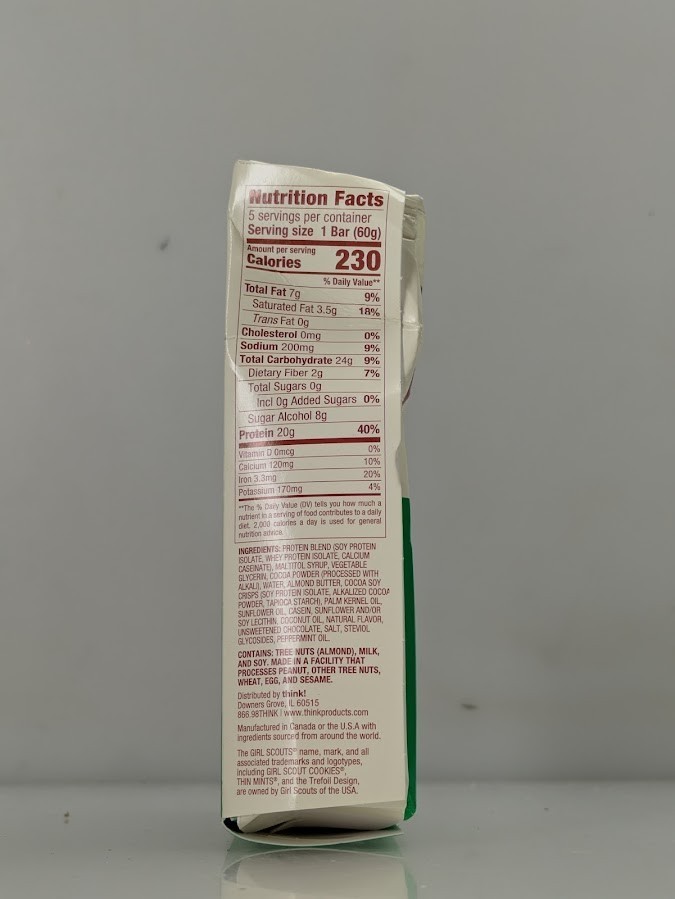 Nutrition Facts
5 servings per container
Serving size 1 Bar (60g)
Amount per serving
Calories 230
% Daily Value**
Total Fat 7g 9%
Saturated Fat 3.5g 18%
Trans Fat 0g
Cholesterol 0mg 0%
Sodium 200mg 9%
Total Carbohydrate 24g 9%
Dietary Fiber 2g 7%
Total Sugars 0g
Incl 0g Added Sugars 0%
Sugar Alcohol 8g
Protein 20g 40%
Vitamin D 0mcg 0%
Calcium 120mg 10%
Iron 3.3mg 20%
Potassium 170mg 4%
**The % Daily Value (DV) tells you how much a
nutrient in a serving of food contributes to a daily
diet. 2,000 calories a day is used for general
nutrition advice.
INGREDIENTS: PROTEIN BLEND (SOY PROTEIN
ISOLATE, WHEY PROTEIN ISOLATE, CALCIUM
CASEINATE), MALTITOL SYRUP, VEGETABLE
GLYCERIN, COCOA POWDER (PROCESSED WITH
ALKALI), WATER, ALMOND BUTTER, COCOA SOY
CRISPS (SOY PROTEIN ISOLATE, ALKALIZED COCOA
POWDER, TAPIOCA STARCH), PALM KERNEL OIL,
SUNFLOWER OIL, CASEIN, SUNFLOWER AND/OR
SOY LECITHIN, COCONUT OIL, NATURAL FLAVOR,
UNSWEETENED CHOCOLATE, SALT, STEVIOL
GLYCOSIDES, PEPPERMINT OIL.
CONTAINS: TREE NUTS (ALMOND), MILK,
AND SOY. MADE IN A FACILITY THAT
PROCESSES PEANUT, OTHER TREE NUTS,
WHEAT, EGG, AND SESAME.
Distributed by think!
Downers Grove, IL 60515
866.98THINK | www.thinkproducts.com
Manufactured in Canada or the U.S.A with
ingredients sourced from around the world.
The GIRL SCOUTS® name, mark, and all
associated trademarks and logotypes,
including GIRL SCOUT COOKIES®,
THIN MINTS®, and the Trefoil Design,
are owned by Girl Scouts of the USA.